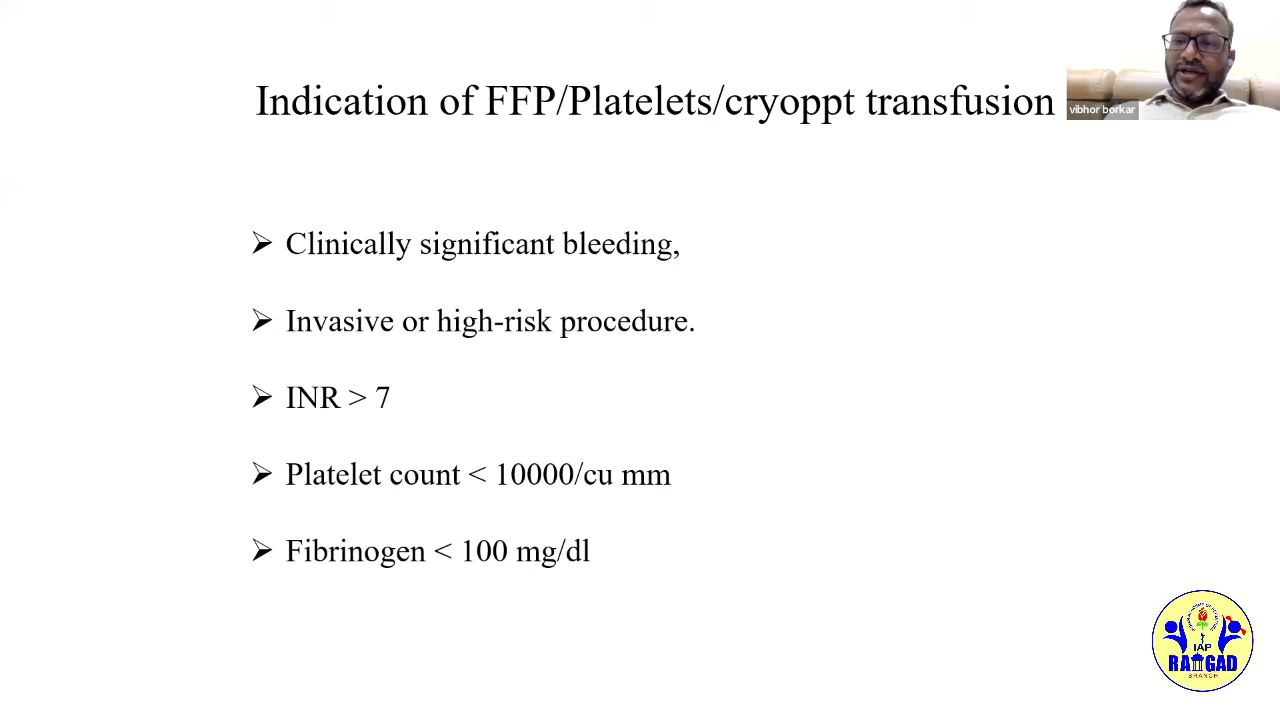 Indication of FFP/Platelets/cryoppt transfusion
vibhor borkar
➢ Clinically significant bleeding,
➢ Invasive or high-risk procedure.
➢ INR > 7
➢ Platelet count < 10000/cu mm
➢ Fibrinogen < 100 mg/dl
IAP
RAIGAD
BRANCH